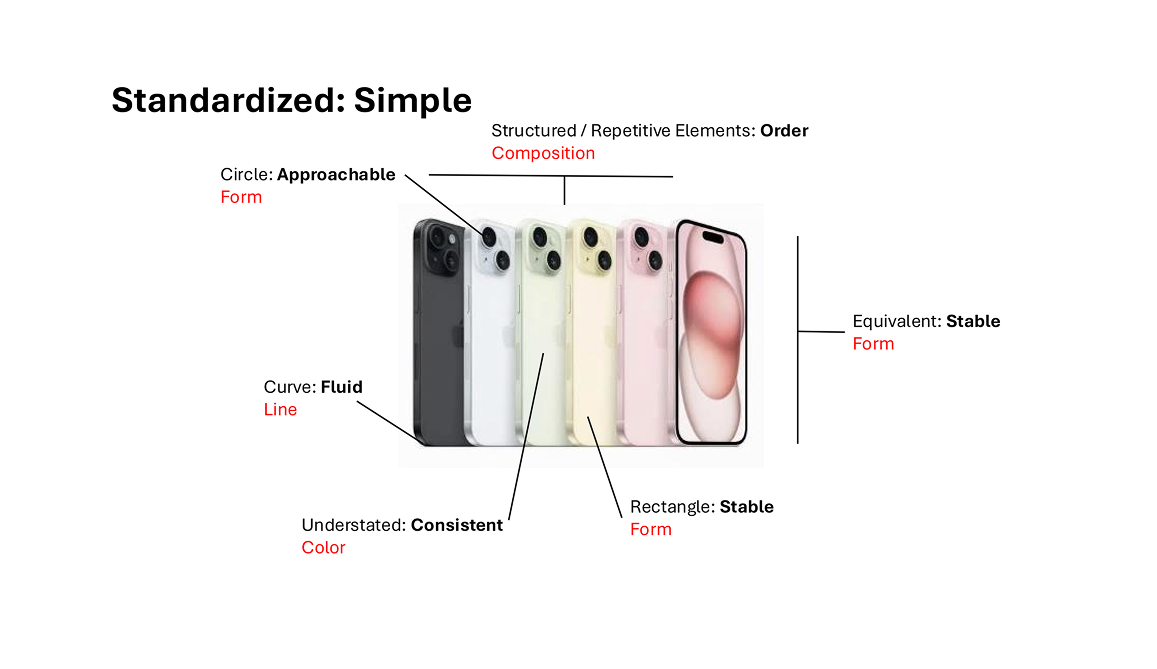 Standardized: Simple
Structured / Repetitive Elements: Order
Composition
Circle: Approachable
Form
Equivalent: Stable
Form
Curve: Fluid
Line
Rectangle: Stable
Form
Understated: Consistent
Color